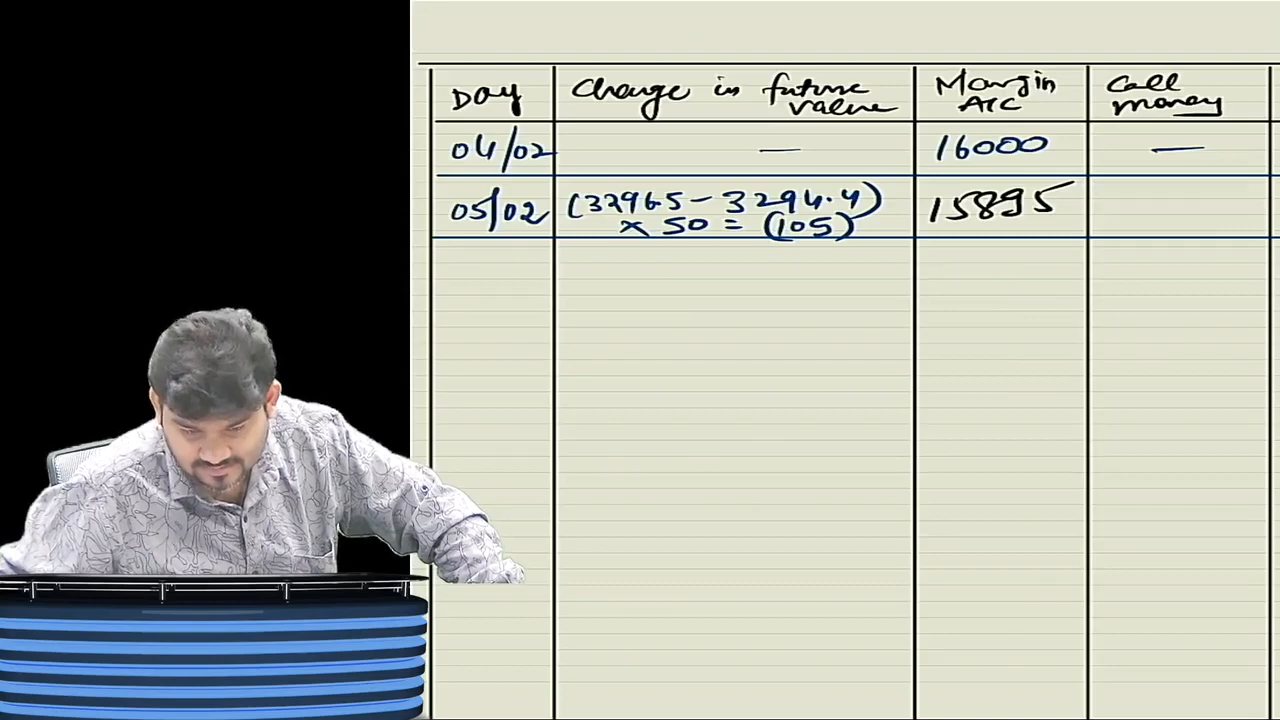 Day Change in future value Margin A/C Call money
04/02 — 16000 —
05/02 (3296.5 - 3294.4) 15895
× 50 = (105)